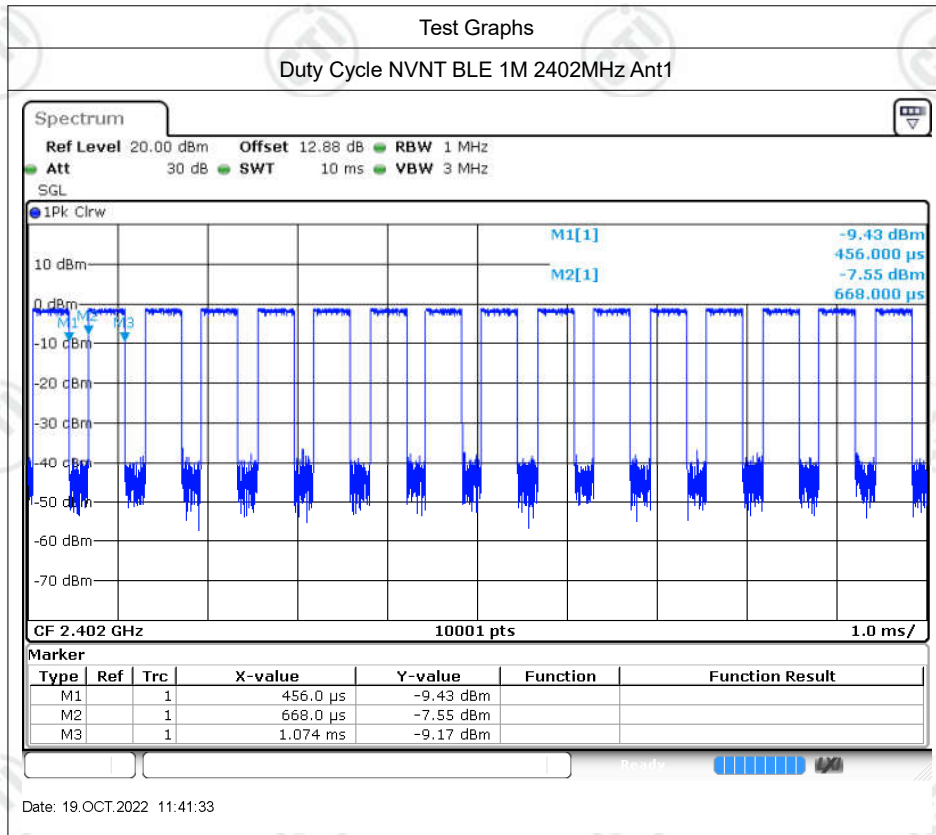 Test Graphs
Duty Cycle NVNT BLE 1M 2402MHz Ant1
Spectrum
Ref Level 20.00 dBm Offset 12.88 dB RBW 1 MHz
Att 30 dB SWT 10 ms VBW 3 MHz
SGL
1Pk Clrw
M1[1] -9.43 dBm
456.000 µs
10 dBm
M2[1] -7.55 dBm
668.000 µs
0 dBm
M1 M2 M3
-10 dBm
-20 dBm
-30 dBm
-40 dBm
-50 dBm
-60 dBm
-70 dBm
CF 2.402 GHz 10001 pts 1.0 ms/
Marker
Type Ref Trc X-value Y-value Function Function Result
M1 1 456.0 µs -9.43 dBm
M2 1 668.0 µs -7.55 dBm
M3 1 1.074 ms -9.17 dBm
Ready LXI
Date: 19.OCT.2022 11:41:33